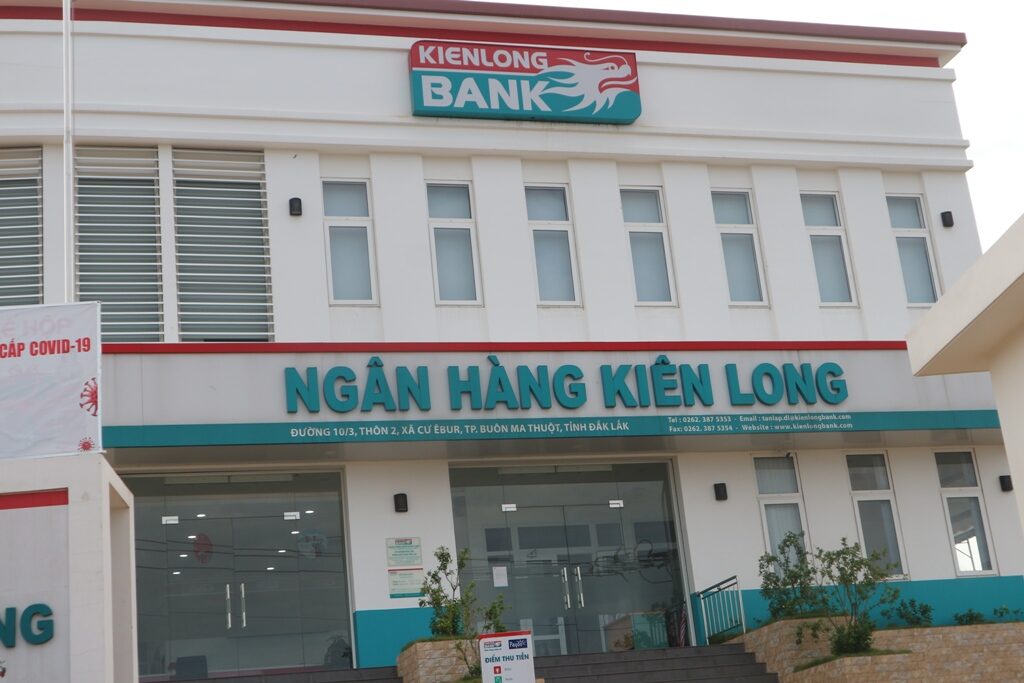 KIENLONG
BANK
CẤP COVID-19
NGÂN HÀNG KIÊN LONG
ĐƯỜNG 10/3, THÔN 2, XÃ CƯ ÊBUR, TP. BUÔN MA THUỘT, TỈNH ĐẮK LẮK
Tel : 0262. 387 5353 - Email : tanlap.dl@kienlongbank.com
Fax: 0262. 387 5354 - Website : www.kienlongbank.com
NG
ĐIỂM THU TIỀN